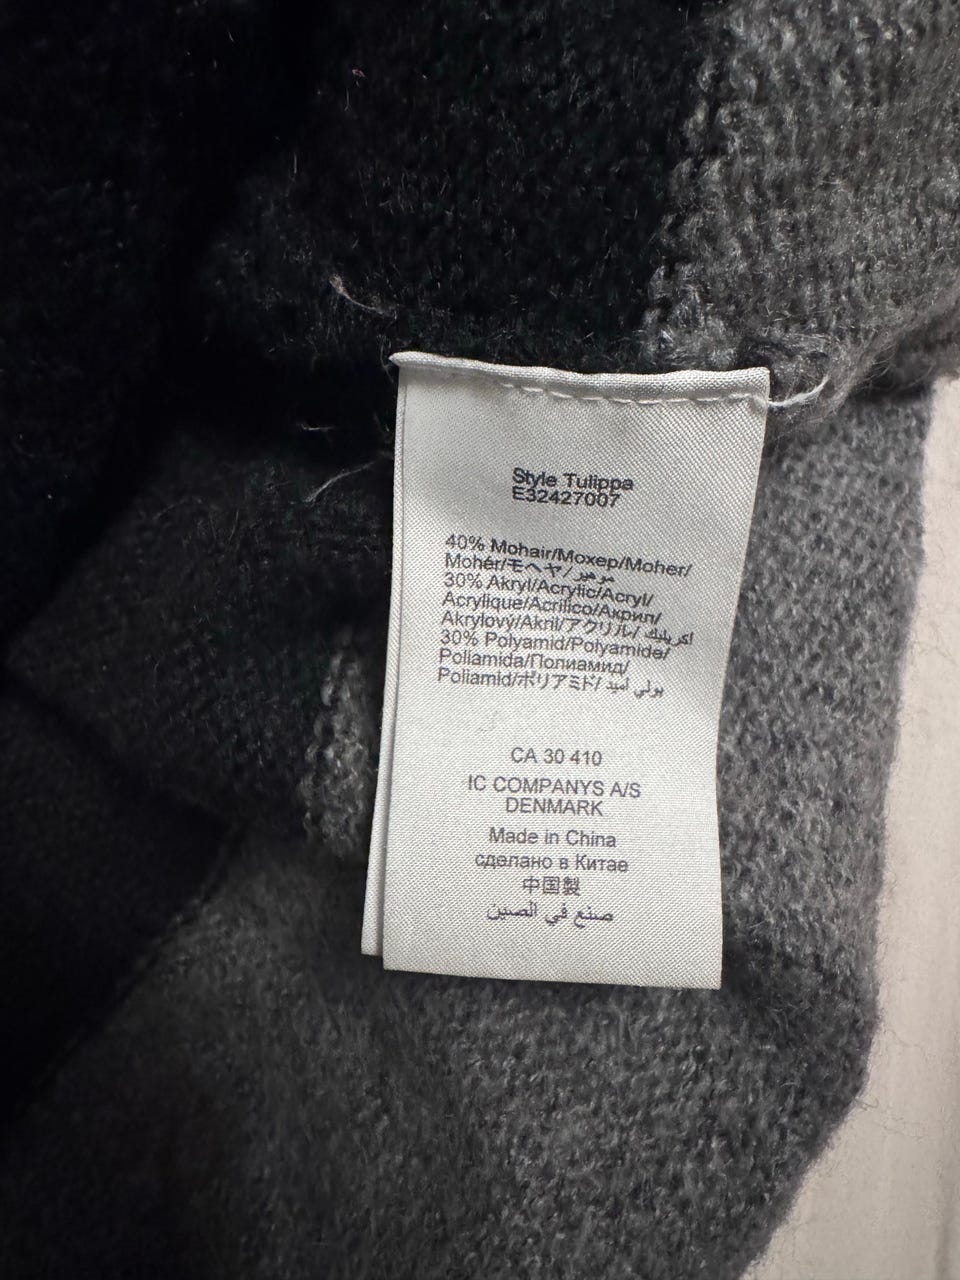 Style Tulippa
E32427007
40% Mohair/Мохер/Moher/
Mohér/モヘヤ/موهير
30% Akryl/Acrylic/Acryl/
Acryllque/Acrilico/Акрил/
Akrylový/Akril/アクリル/ اكريليك
30% Polyamid/Polyamide/
Poliamida/Полиамид/
Poliamid/ポリアミド/ بولي اميد
CA 30 410
IC COMPANYS A/S
DENMARK
Made in China
сделано в Китае
中国製
صنع في الصين